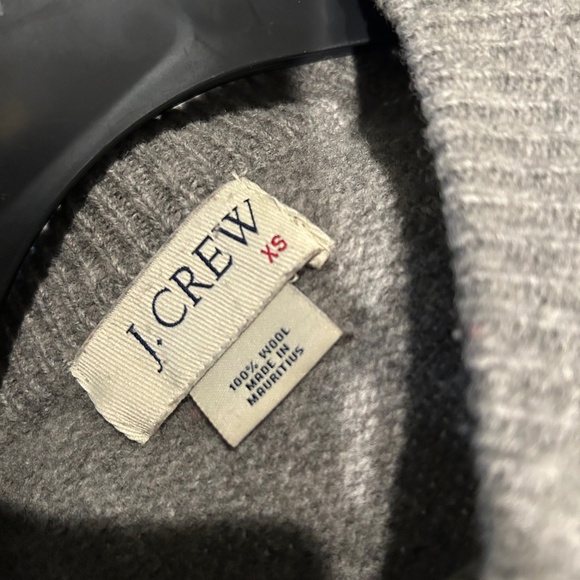 J. CREW
XS
100% WOOL
MADE IN
MAURITIUS